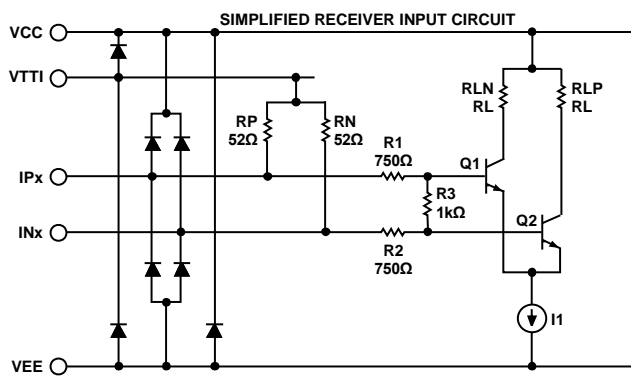 SIMPLIFIED RECEIVER INPUT CIRCUIT
VCC
VTTI
RLN
RL
RLP
RL
RP
52Ω
RN
52Ω
R1
750Ω
Q1
IPx
R3
1kΩ
Q2
INx
R2
750Ω
I1
VEE